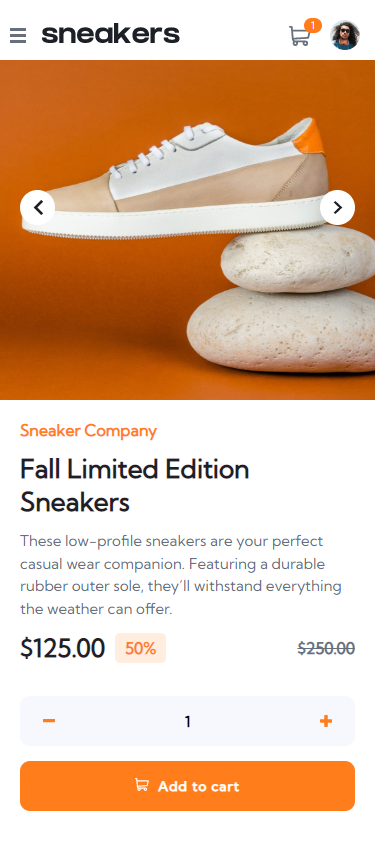 sneakers
1
Sneaker Company
Fall Limited Edition
Sneakers
These low-profile sneakers are your perfect
casual wear companion. Featuring a durable
rubber outer sole, they'll withstand everything
the weather can offer.
$125.00 50% $250.00
1
Add to cart